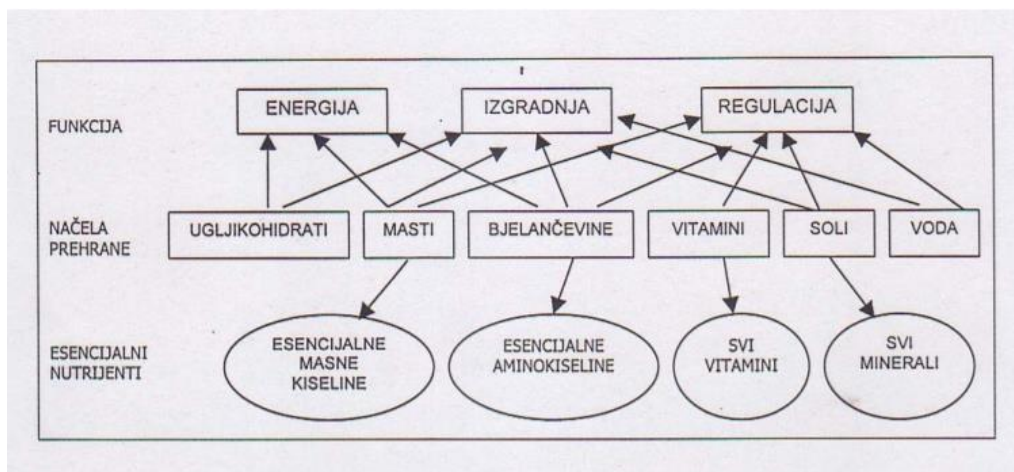 ENERGIJA
IZGRADNJA
REGULACIJA
FUNKCIJA
NAČELA
PREHRANE
UGLJIKOHIDRATI
MASTI
BJELANČEVINE
VITAMINI
SOLI
VODA
ESENCIJALNI
NUTRIJENTI
ESENCIJALNE
MASNE
KISELINE
ESENCIJALNE
AMINOKISELINE
SVI
VITAMINI
SVI
MINERALI